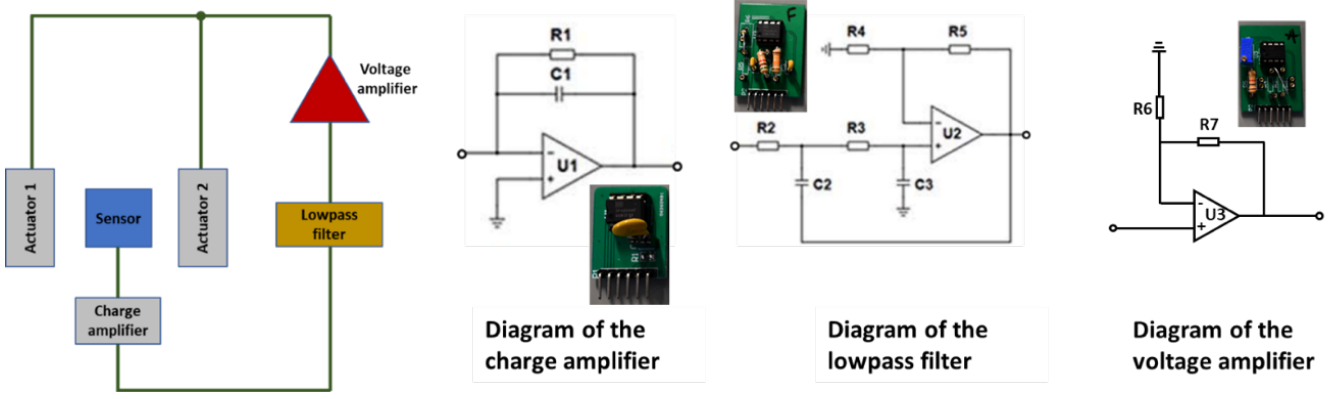 Voltage
amplifier
Actuator 1
Sensor
Actuator 2
Lowpass
filter
Charge
amplifier
R1
C1
−
U1
+
R1
Diagram of the
charge amplifier
F
R4
R5
R2
R3
−
U2
+
C2
C3
Diagram of the
lowpass filter
A
R6
R7
-
U3
+
Diagram of the
voltage amplifier